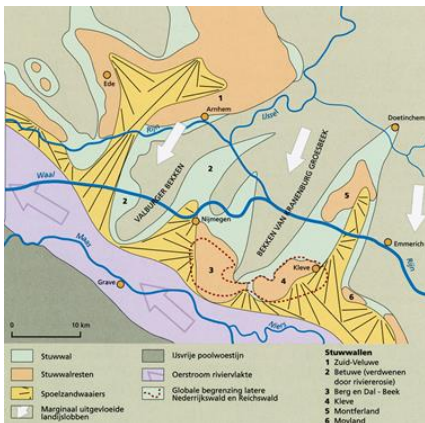 Ede
1
Arnhem
Rijn
IJssel
Doetinchem
2
VALBURGER BEKKEN
BEKKEN VAN KRANENBURG GROESBEEK
Waal
2
5
Nijmegen
Emmerich
Maas
3
Kleve
4
Rijn
Grave
6
Niers
0 10 km
Stuwwal
Stuwwalresten
Spoelzandwaaiers
Marginaal uitgevloeide
landijslobben
IJsvrije poolwoestijn
Oerstroom riviervlakte
Globale begrenzing latere
Nederrijkswald en Reichswald
Stuwwallen
1 Zuid-Veluwe
2 Betuwe (verdwenen
door riviererosie)
3 Berg en Dal - Beek
4 Kleve
5 Montferland
6 Moyland